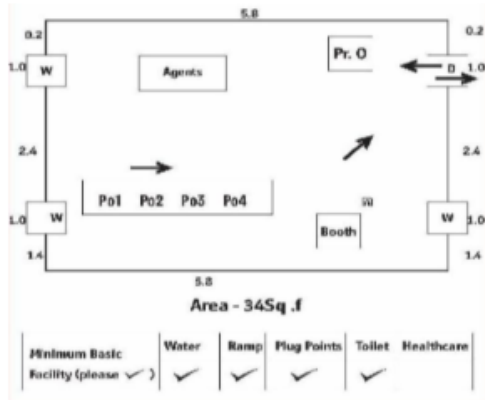 5.8
0.2
0.2
1.0
W
Agents
Pr. O
D
1.0
2.4
2.4
Po1 Po2 Po3 Po4
1.0
W
Booth
W
1.0
1.4
1.4
5.8
Area - 34Sq .f
Minimum Basic
Facility (please ✓)
Water
Ramp
Plug Points
Toilet
Healthcare
✓
✓
✓
✓